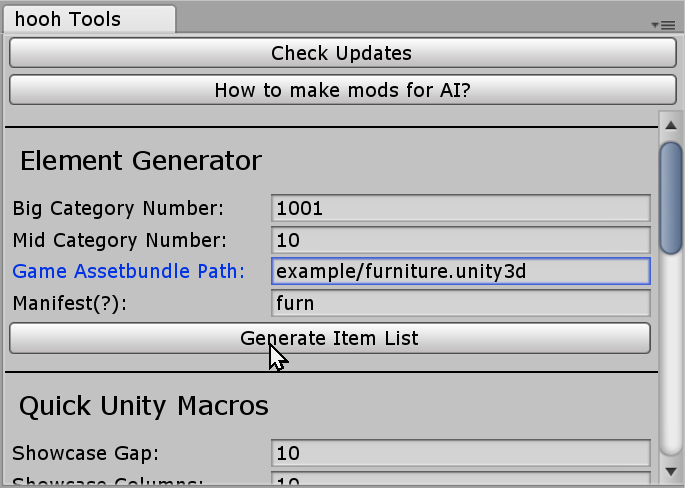 hooh Tools
Check Updates
How to make mods for AI?
Element Generator
Big Category Number: 1001
Mid Category Number: 10
Game Assetbundle Path: example/furniture.unity3d
Manifest(?): furn
Generate Item List
Quick Unity Macros
Showcase Gap: 10
Showcase Columns: 10